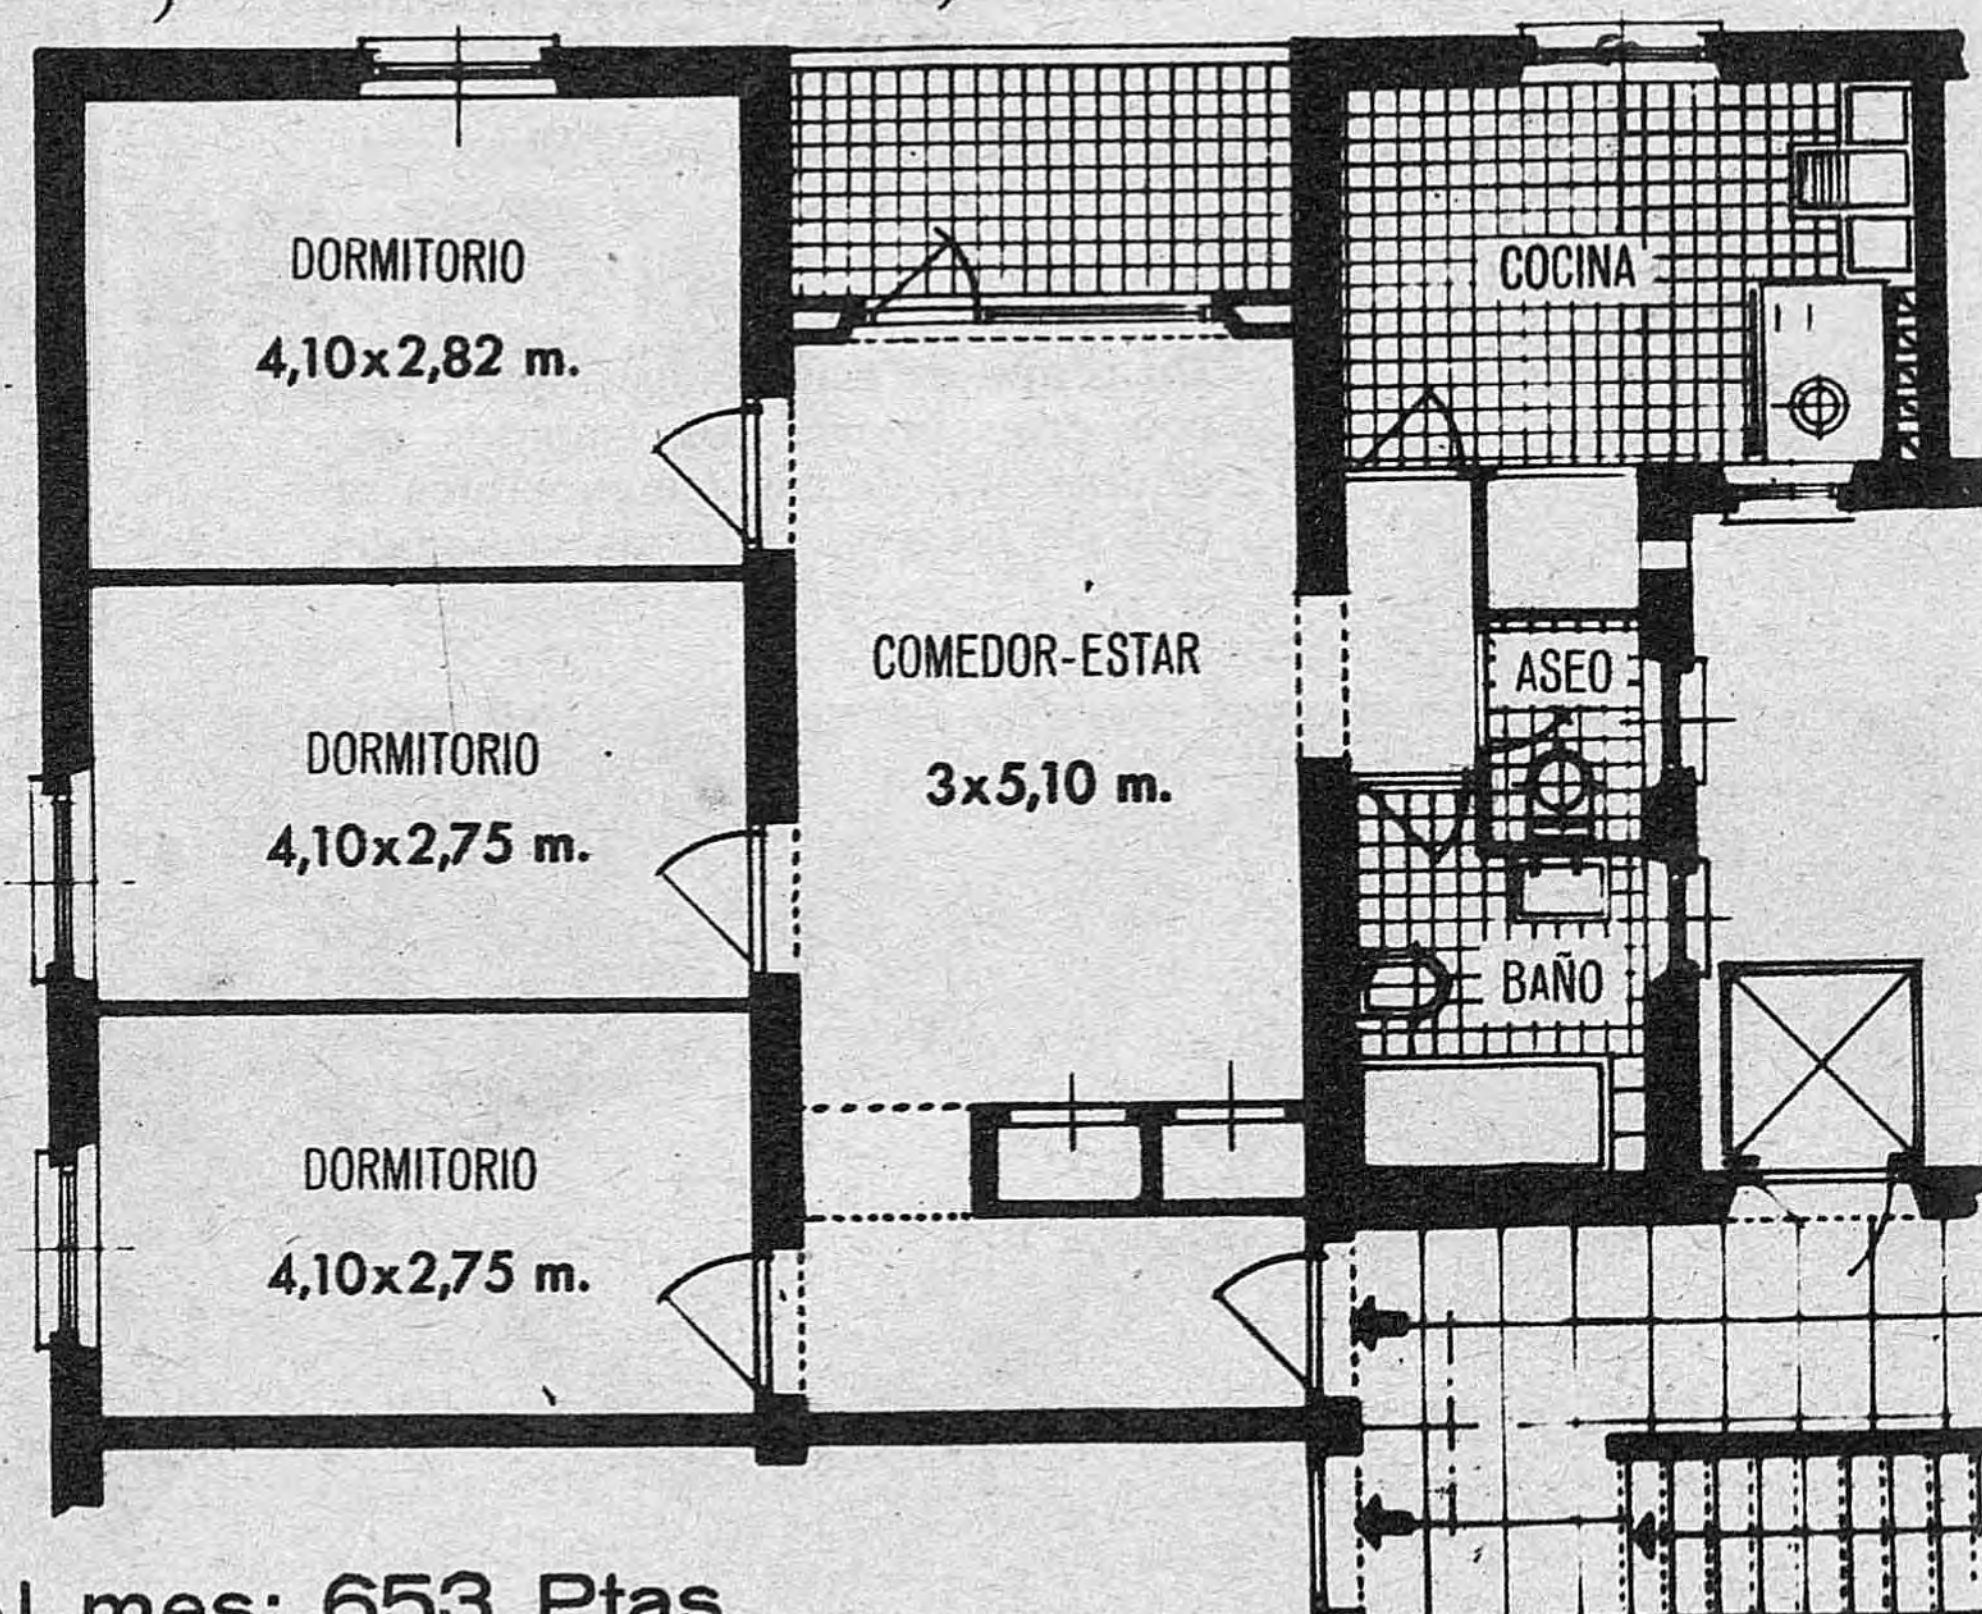 DORMITORIO
4,10x2,82 m.
COCINA
DORMITORIO
4,10x2,75 m.
COMEDOR-ESTAR
3x5,10 m.
ASEO
BAÑO
DORMITORIO
4,10x2,75 m.
mes: 653 Ptas